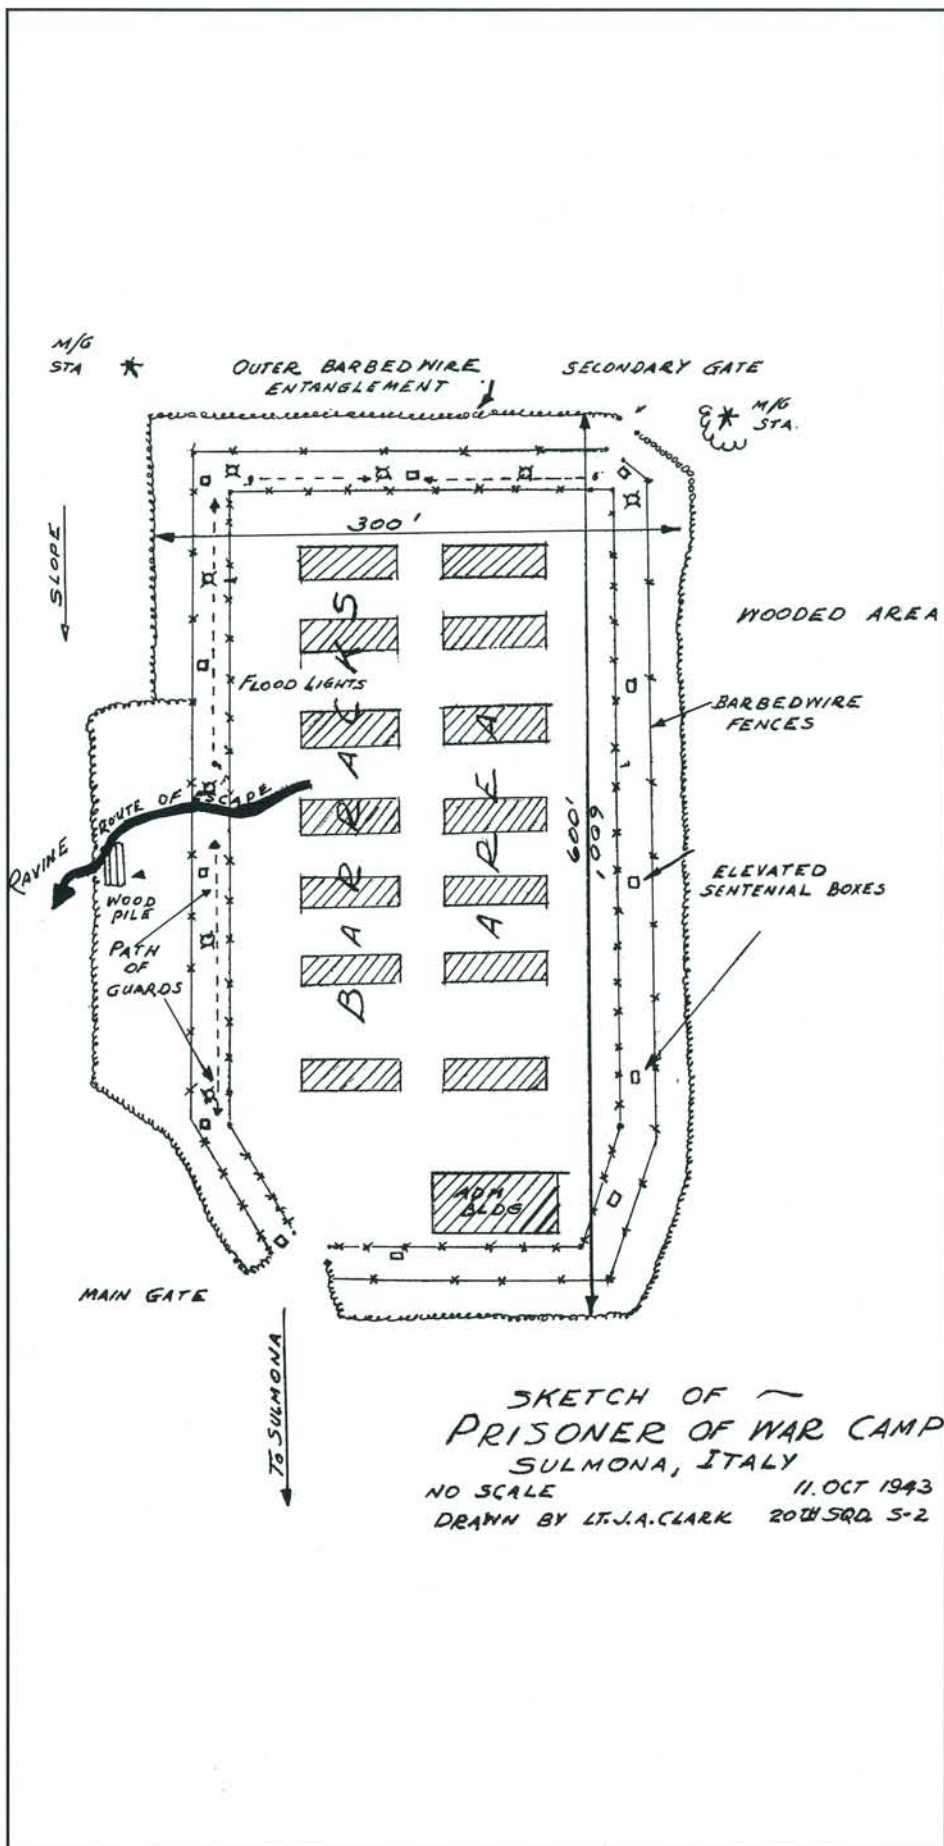 M/G
STA
OUTER BARBEDWIRE
ENTANGLEMENT
SECONDARY GATE
M/G
STA.
300'
SLOPE
WOODED AREA
FLOOD LIGHTS
BARBEDWIRE
FENCES
BARRACKS
AREA
600'
600'
ROUTE OF ESCAPE
RAVINE
WOOD
PILE
ELEVATED
SENTENIAL BOXES
PATH
OF
GUARDS
ADM
BLDG
MAIN GATE
TO SULMONA
SKETCH OF ~
PRISONER OF WAR CAMP
SULMONA, ITALY
NO SCALE 11.OCT 1943
DRAWN BY LT.J.A.CLARK 20TH SQD. S-2